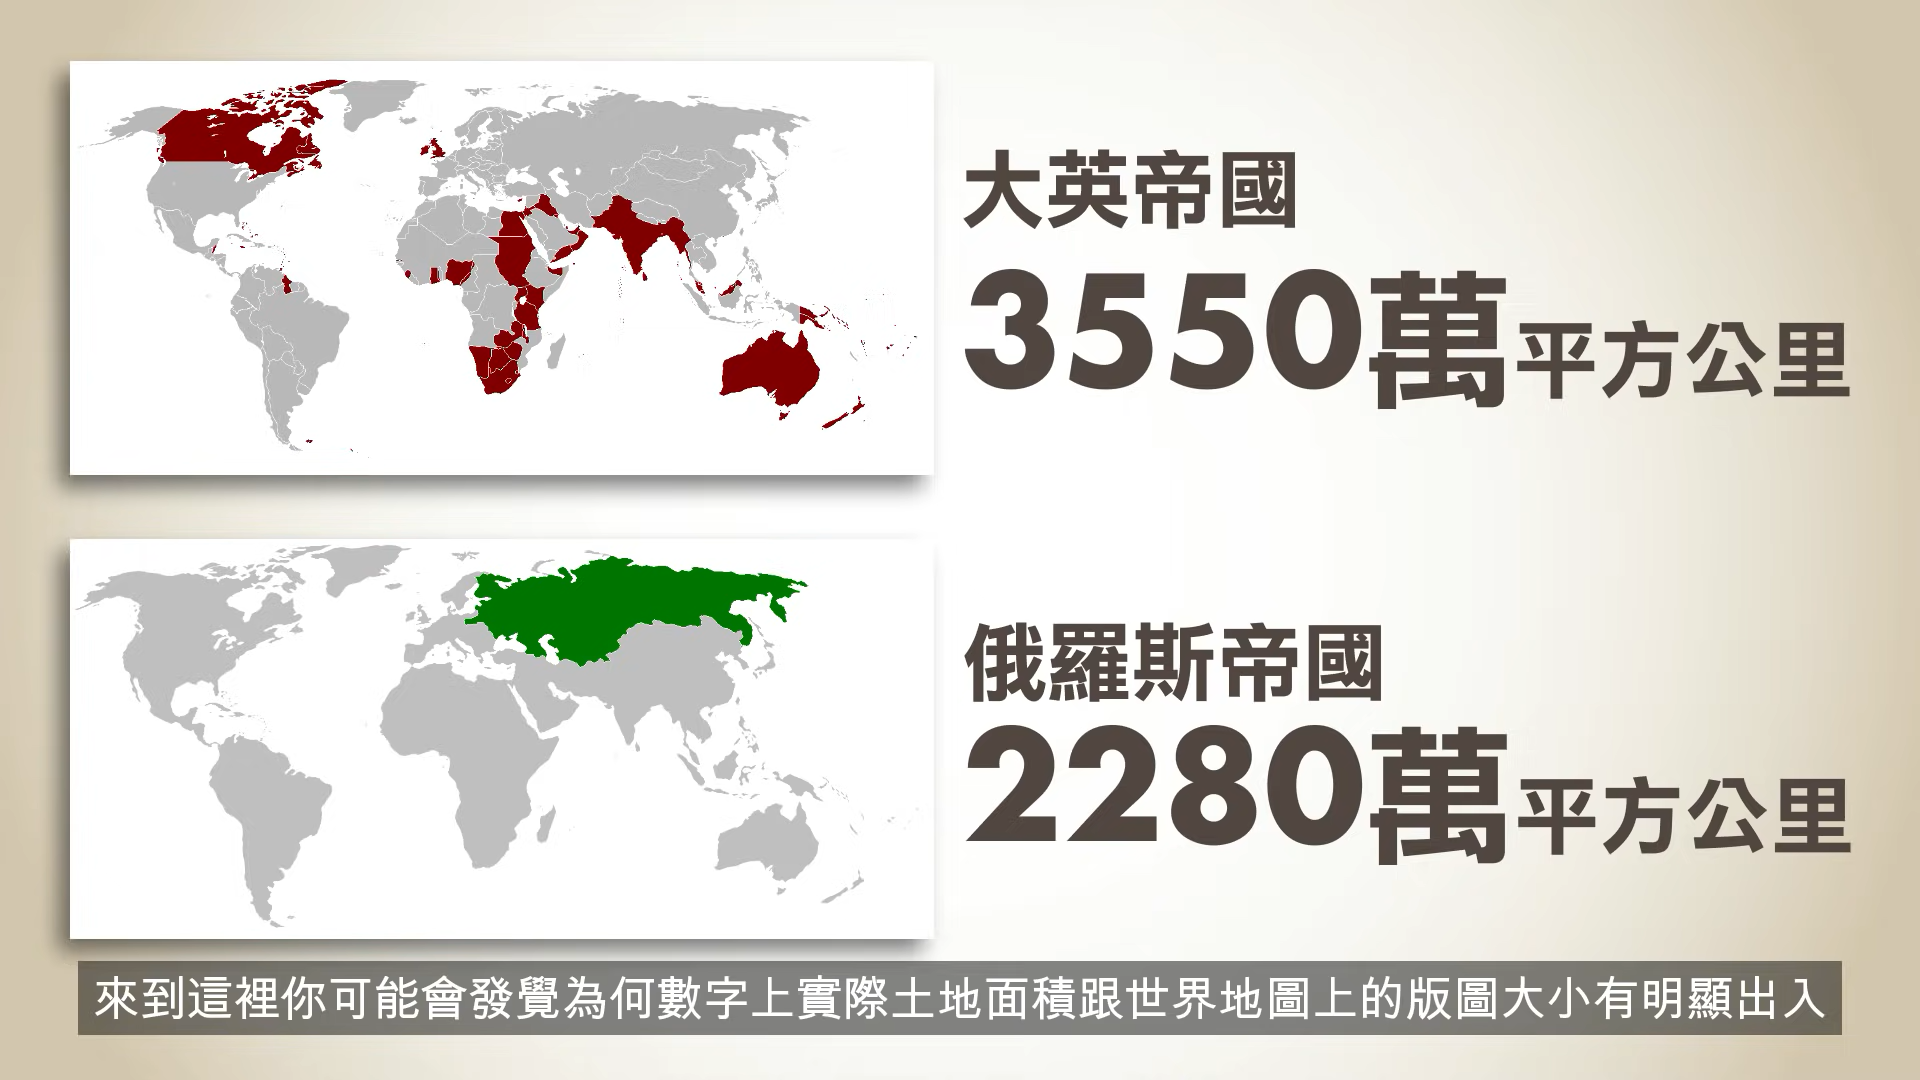 大英帝國
3550萬平方公里
俄羅斯帝國
2280萬平方公里
來到這裡你可能會發覺為何數字上實際土地面積跟世界地圖上的版圖大小有明顯出入